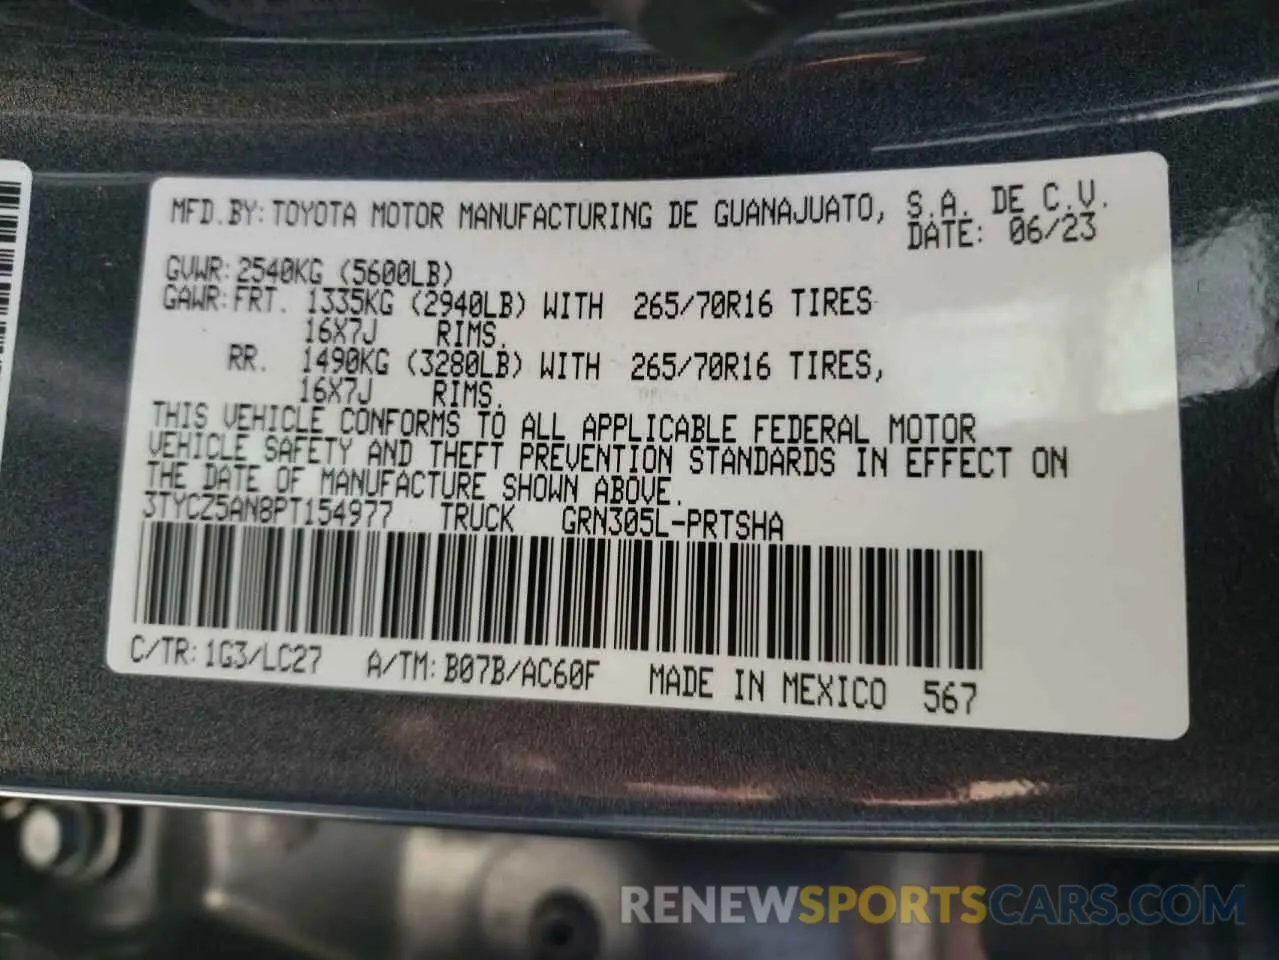 MFD.BY: TOYOTA MOTOR MANUFACTURING DE GUANAJUATO, S.A. DE C.V.
DATE: 06/23
GVWR: 2540KG (5600LB)
GAWR: FRT. 1335KG (2940LB) WITH 265/70R16 TIRES
16X7J RIMS.
RR. 1490KG (3280LB) WITH 265/70R16 TIRES,
16X7J RIMS.
THIS VEHICLE CONFORMS TO ALL APPLICABLE FEDERAL MOTOR
VEHICLE SAFETY AND THEFT PREVENTION STANDARDS IN EFFECT ON
THE DATE OF MANUFACTURE SHOWN ABOVE.
3TYCZ5AN8PT154977 TRUCK GRN305L-PRTSHA
C/TR: 1G3/LC27 A/TM: B07B/AC60F MADE IN MEXICO 567
RENEWSPORTSCARS.COM